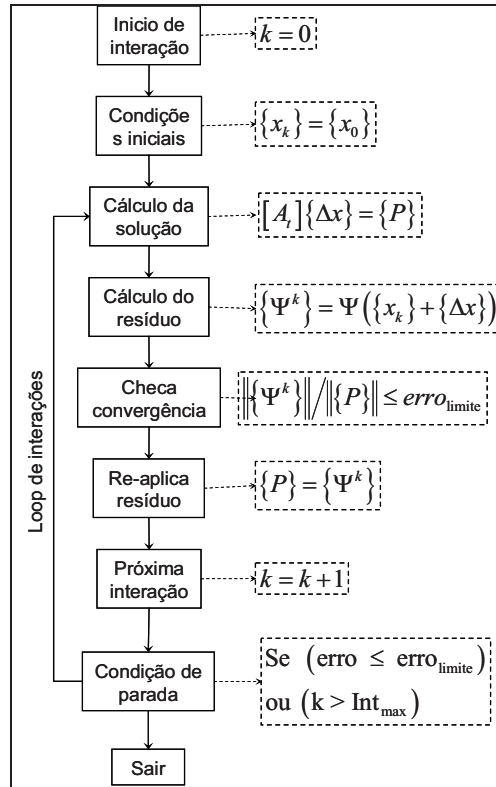 Inicio de
interação
k = 0
Condiçõe
s iniciais
{x_k} = {x_0}
Cálculo da
solução
[A_t]{Δx} = {P}
Cálculo do
resíduo
{Ψ^k} = Ψ({x_k} + {Δx})
Checa
convergência
‖{Ψ^k}‖/‖{P}‖ ≤ erro_limite
Re-aplica
resíduo
{P} = {Ψ^k}
Próxima
interação
k = k + 1
Condição de
parada
Se (erro ≤ erro_limite)
ou (k > Int_max)
Sair
Loop de interações